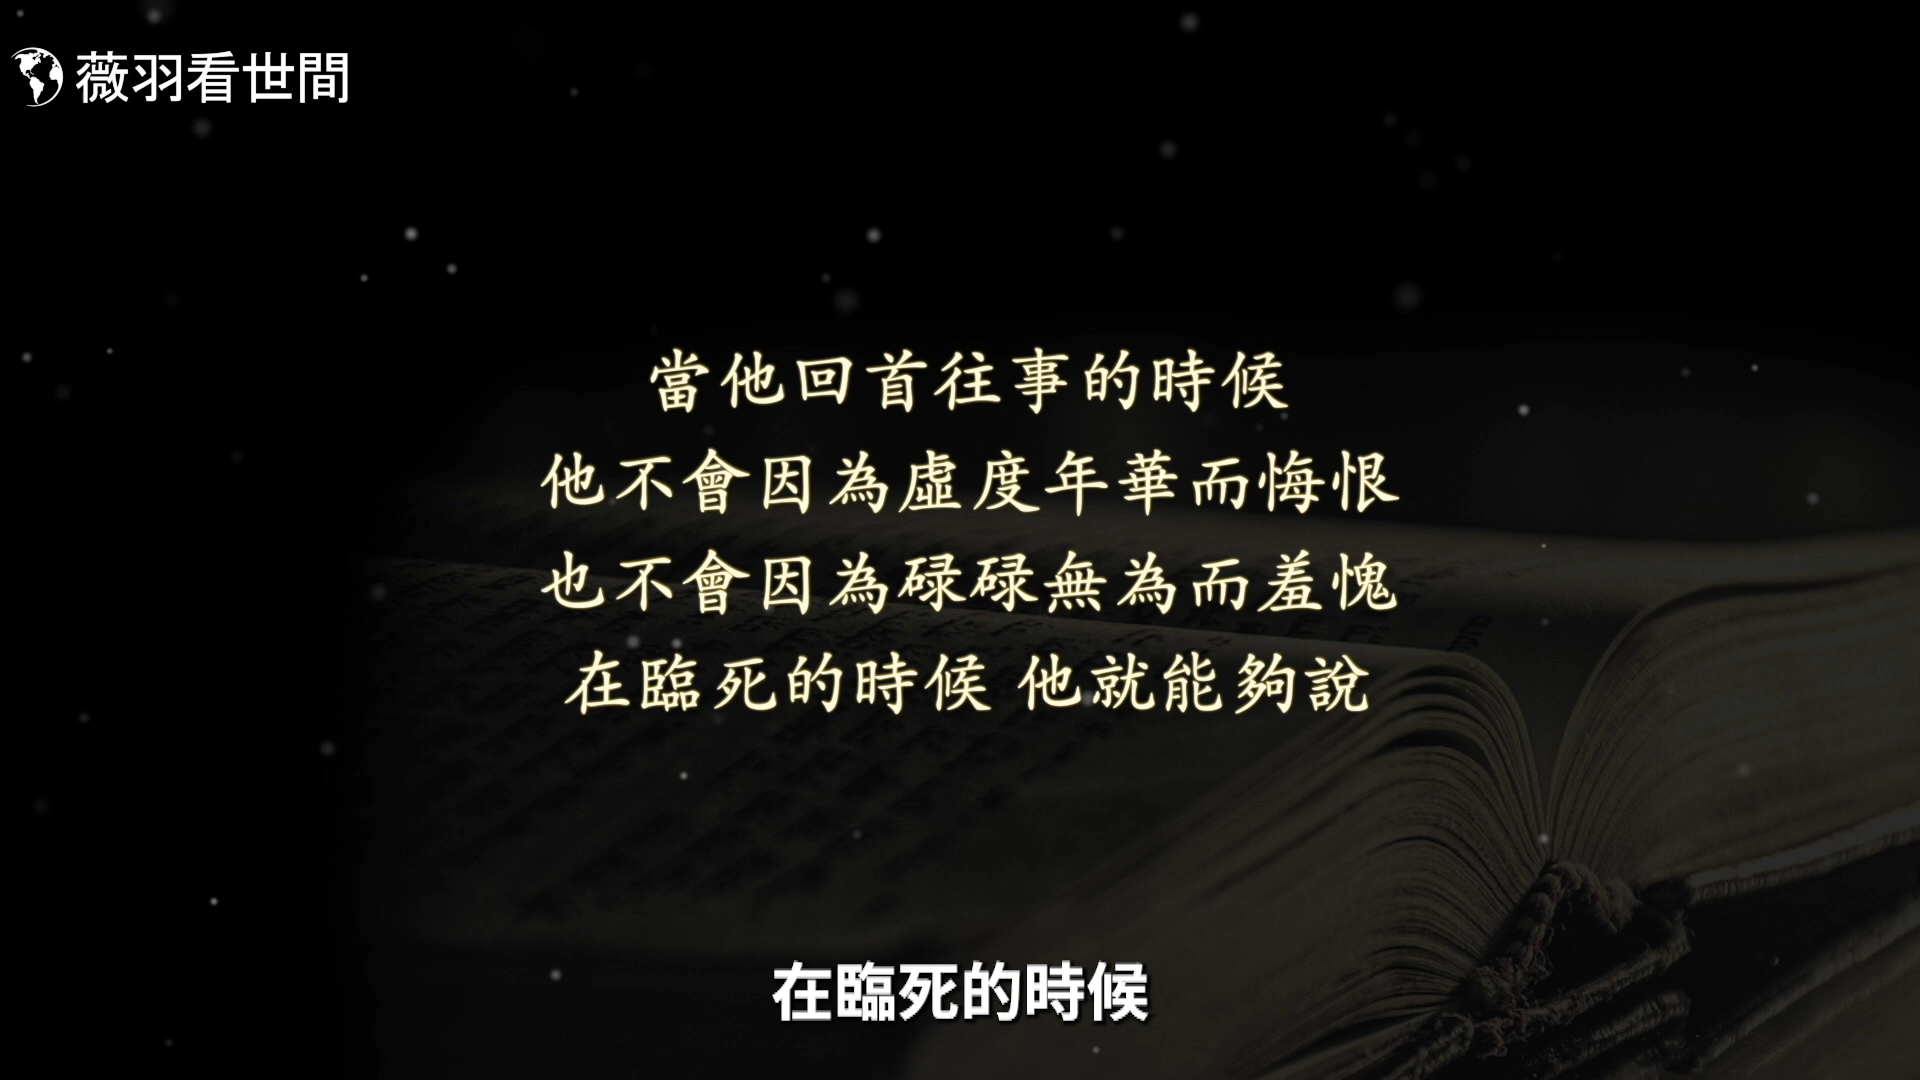 薇羽看世間
當他回首往事的時候
他不會因為虛度年華而悔恨
也不會因為碌碌無為而羞愧
在臨死的時候 他就能夠說
在臨死的時候